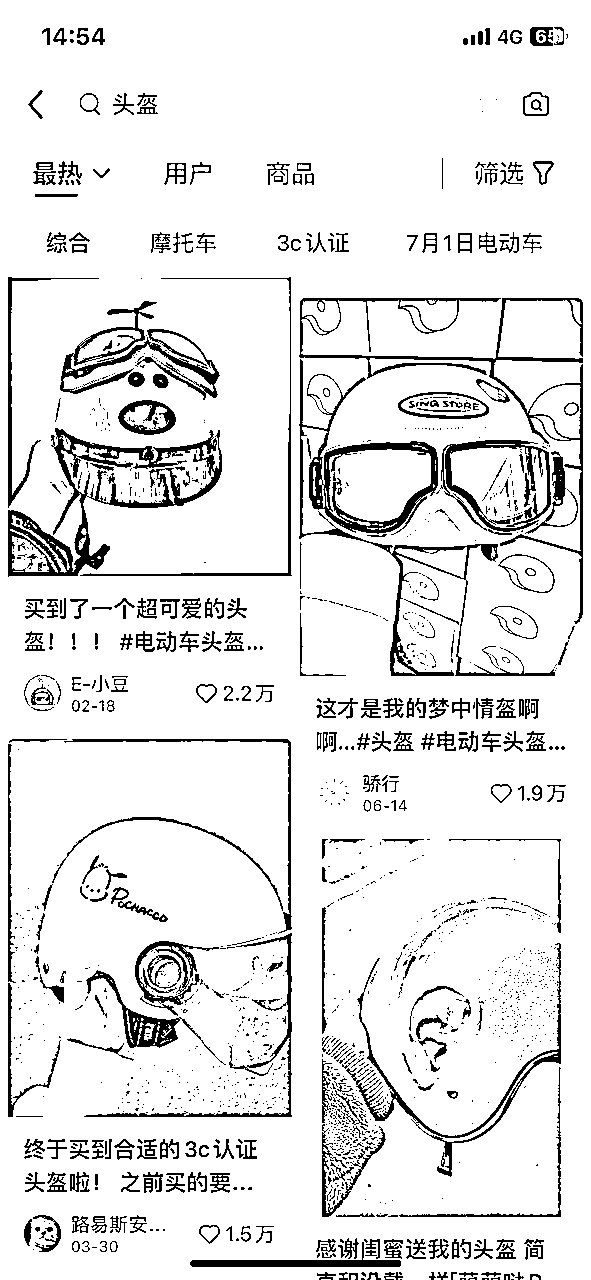 14:54
4G
头盔
最热
用户
商品
筛选
综合
摩托车
3c认证
7月1日电动车
SING STORE
买到了一个超可爱的头
盔！！！ #电动车头盔...
E-小豆
2.2万
02-18
这才是我的梦中情盔啊
啊...#头盔 #电动车头盔...
骄行
1.9万
06-14
POCHACCO
终于买到合适的3c认证
头盔啦！ 之前买的要...
路易斯安...
1.5万
03-30
感谢闺蜜送我的头盔 简